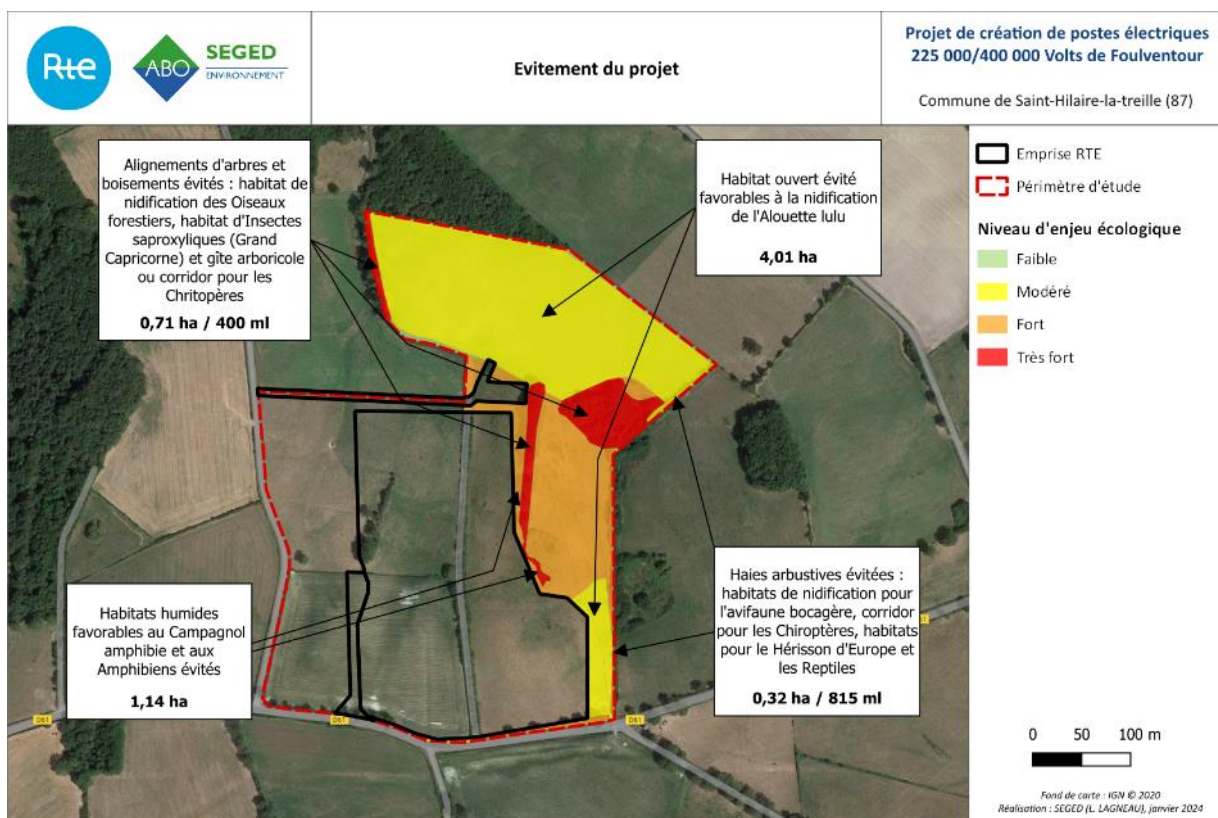 Rte
ABO
SEGED
ENVIRONNEMENT
Evitement du projet
Projet de création de postes électriques
225 000/400 000 Volts de Foulventour
Commune de Saint-Hilaire-la-treille (87)
Alignements d'arbres et
boisements évités : habitat de
nidification des Oiseaux
forestiers, habitat d'Insectes
saproxyliques (Grand
Capricorne) et gîte arboricole
ou corridor pour les
Chritopères
0,71 ha / 400 ml
Habitat ouvert évité
favorables à la nidification
de l'Alouette lulu
4,01 ha
Habitats humides
favorables au Campagnol
amphibie et aux
Amphibiens évités
1,14 ha
Haies arbustives évitées :
habitats de nidification pour
l'avifaune bocagère, corridor
pour les Chiroptères, habitats
pour le Hérisson d'Europe et
les Reptiles
0,32 ha / 815 ml
D61
D61
D61
Emprise RTE
Périmètre d'étude
Niveau d'enjeu écologique
Faible
Modéré
Fort
Très fort
0 50 100 m
Fond de carte : IGN © 2020
Réalisation : SEGED (L. LAGNEAU), janvier 2024